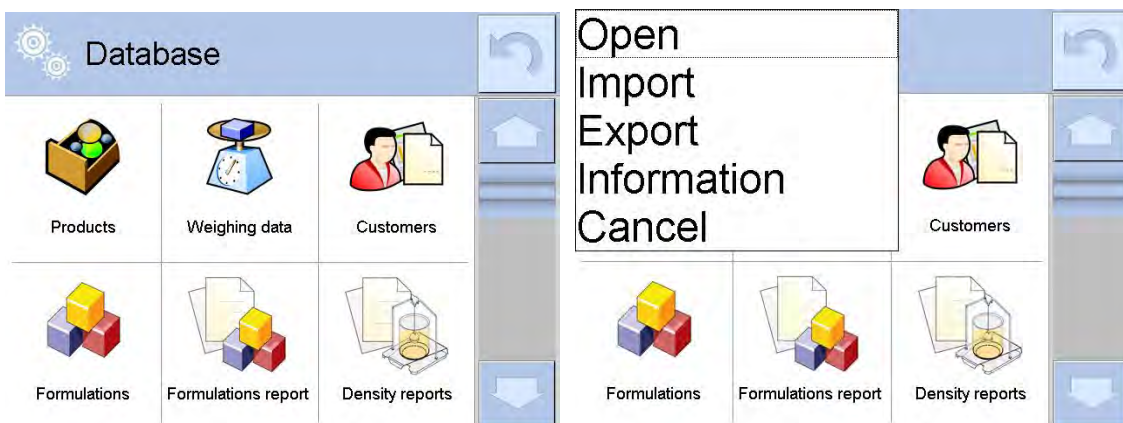 Database
Products
Weighing data
Customers
Formulations
Formulations report
Density reports
Open
Import
Export
Information
Cancel
Customers
Formulations
Formulations report
Density reports